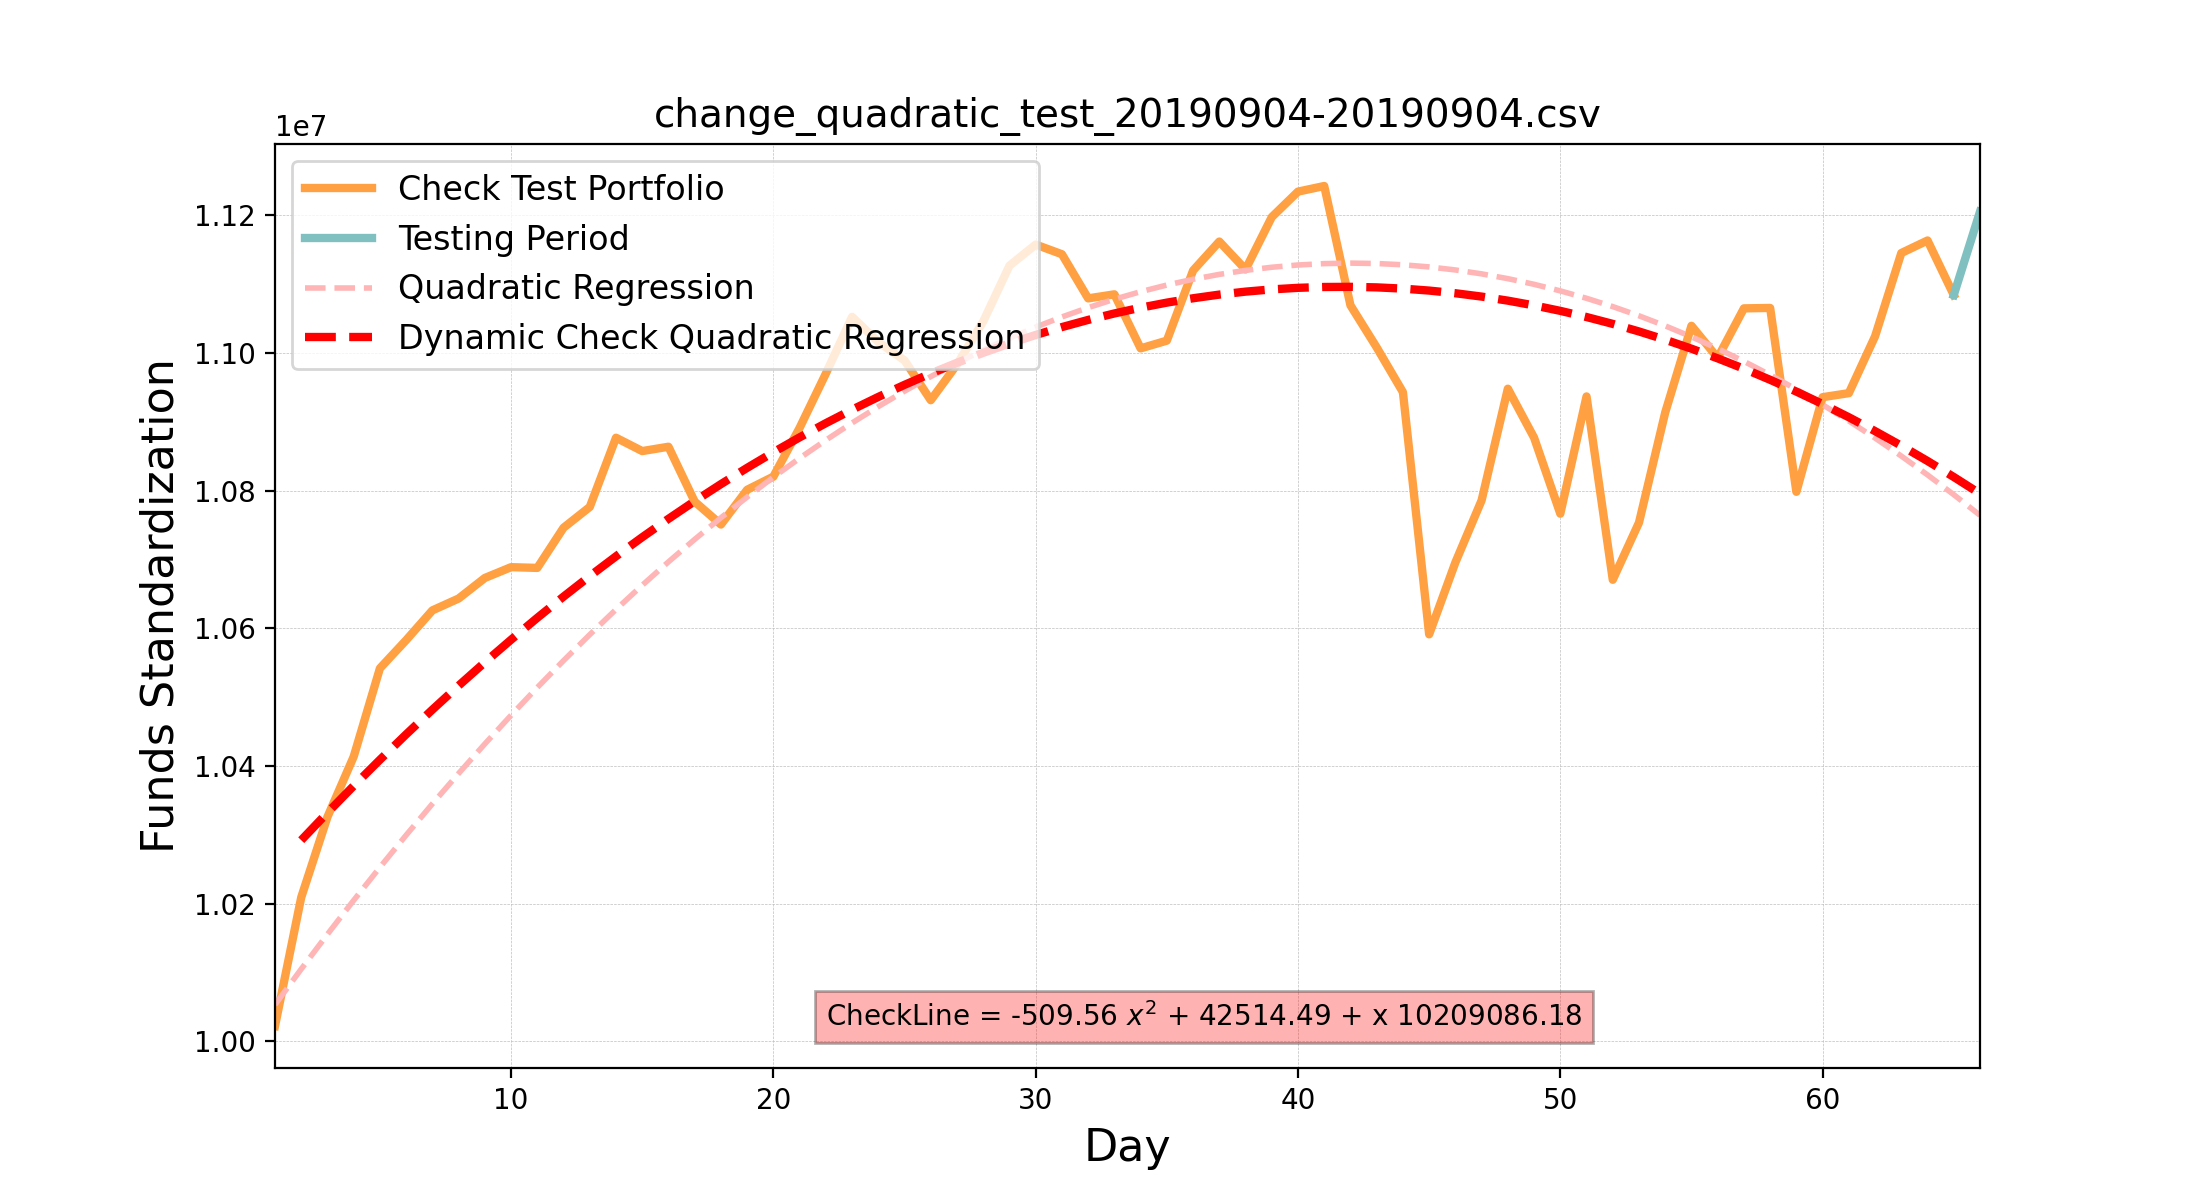 change_quadratic_test_20190904-20190904.csv
1e7
Check Test Portfolio
Testing Period
Quadratic Regression
Dynamic Check Quadratic Regression
1.12
1.10
1.08
1.06
1.04
1.02
1.00
Funds Standardization
CheckLine = -509.56 x² + 42514.49 + x 10209086.18
10 20 30 40 50 60
Day